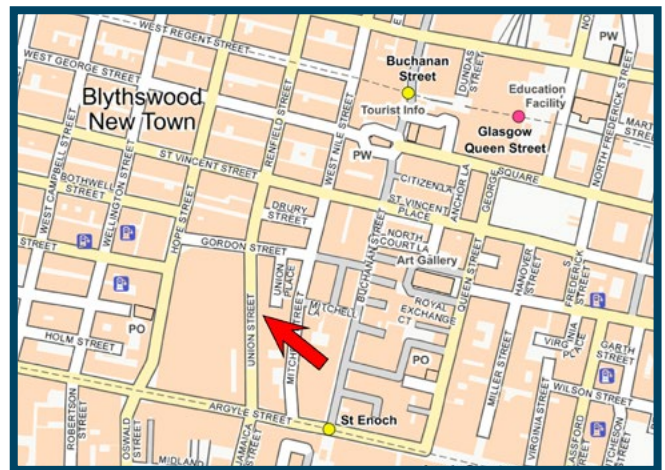 WEST REGENT STREET
WEST GEORGE STREET
Blythswood
New Town
Buchanan
Street
Tourist Info
DUNDAS
STREET
PW
Education
Facility
Glasgow
Queen Street
NORTH FREDERICK STREET
STREET
RENFIELD STREET
WEST NILE STREET
PW
ST VINCENT STREET
CITIZEN LA
ANCHOR LA
GEORGE
SQUARE
ST VINCENT
PLACE
BOTHWELL
STREET
WEST CAMPBELL STREET
WELLINGTON STREET
HOPE STREET
DRURY
STREET
GORDON STREET
NORTH
COURT LA
Art Gallery
STREET
UNION
PLACE
MITCHELL
LA
BUCHANAN STREET
QUEEN STREET
ROYAL
EXCHANGE
CT
HANOVER
STREET
S.
FREDERICK
STREET
UNION STREET
PO
HOLM STREET
PO
MILLER STREET
GARTH
STREET
WILSON STREET
VIRGINIA STREET
ARGYLE STREET
St Enoch
ROBERTSON
STREET
OSWALD
STREET
MIDLAND
JAMAICA
STREET